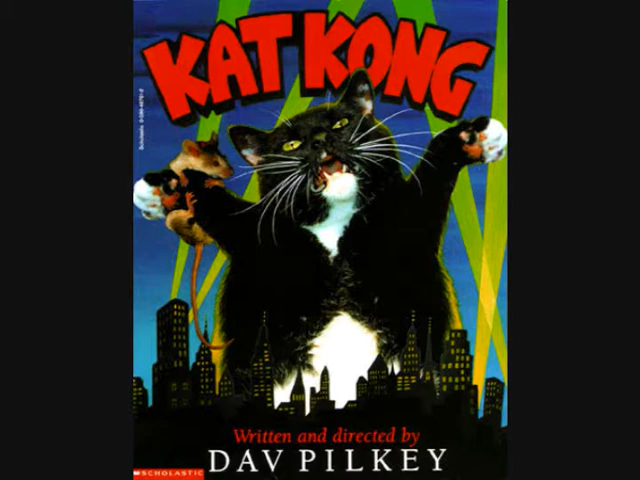 KAT KONG
Written and directed by
DAV PILKEY
SCHOLASTIC